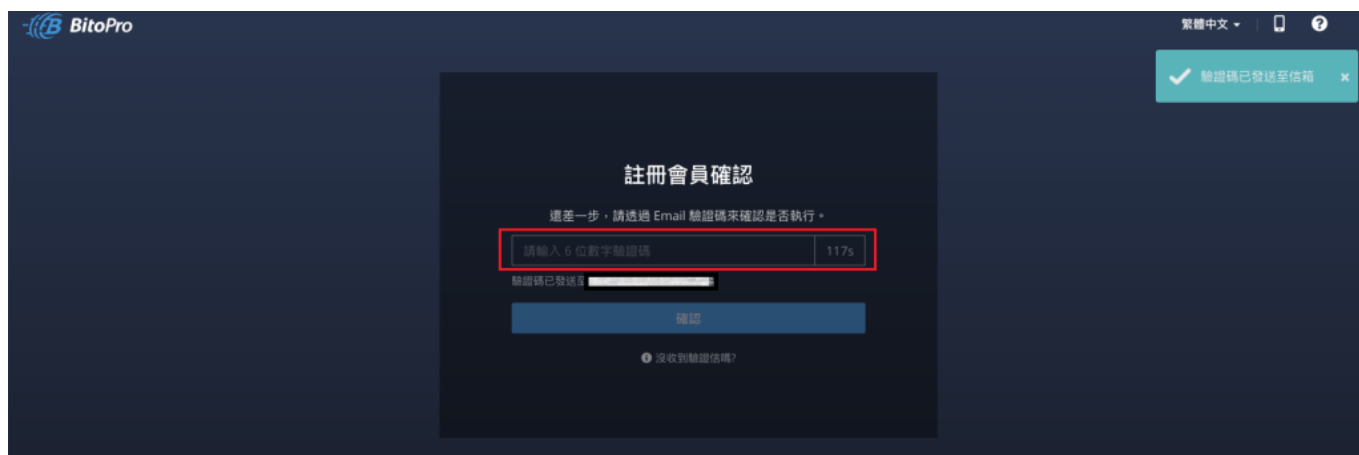 BitoPro
繁體中文
驗證碼已發送至信箱
註冊會員確認
還差一步，請透過 Email 驗證碼來確認是否執行。
請輸入 6 位數字驗證碼
117s
驗證碼已發送至
確認
沒收到驗證信嗎?